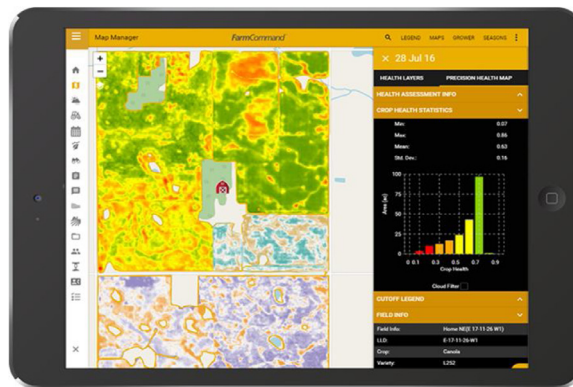 Map Manager
FarmCommand
LEGEND MAPS GROWER SEASONS
+
−
× 28 Jul 16
HEALTH LAYERS PRECISION HEALTH MAP
HEALTH ASSESSMENT INFO
CROP HEALTH STATISTICS
Min: 0.07
Max: 0.86
Mean: 0.63
Std. Dev.: 0.16
100
75
50
25
0
Area (ac)
0 0.1 0.3 0.5 0.7 0.9
Crop Health
Cloud Filter
CUTOFF LEGEND
FIELD INFO
Field Info: Home NE(E 17-11-26 W1)
LLD: E-17-11-26-W1
Crop: Canola
Variety: L252